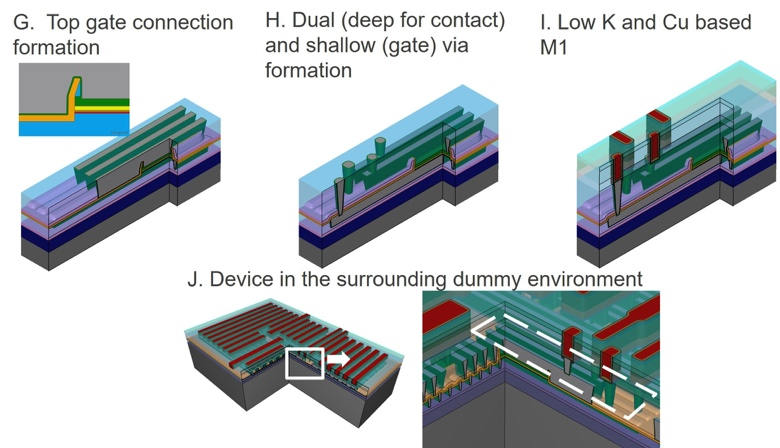 G. Top gate connection
formation
H. Dual (deep for contact)
and shallow (gate) via
formation
I. Low K and Cu based
M1
J. Device in the surrounding dummy environment